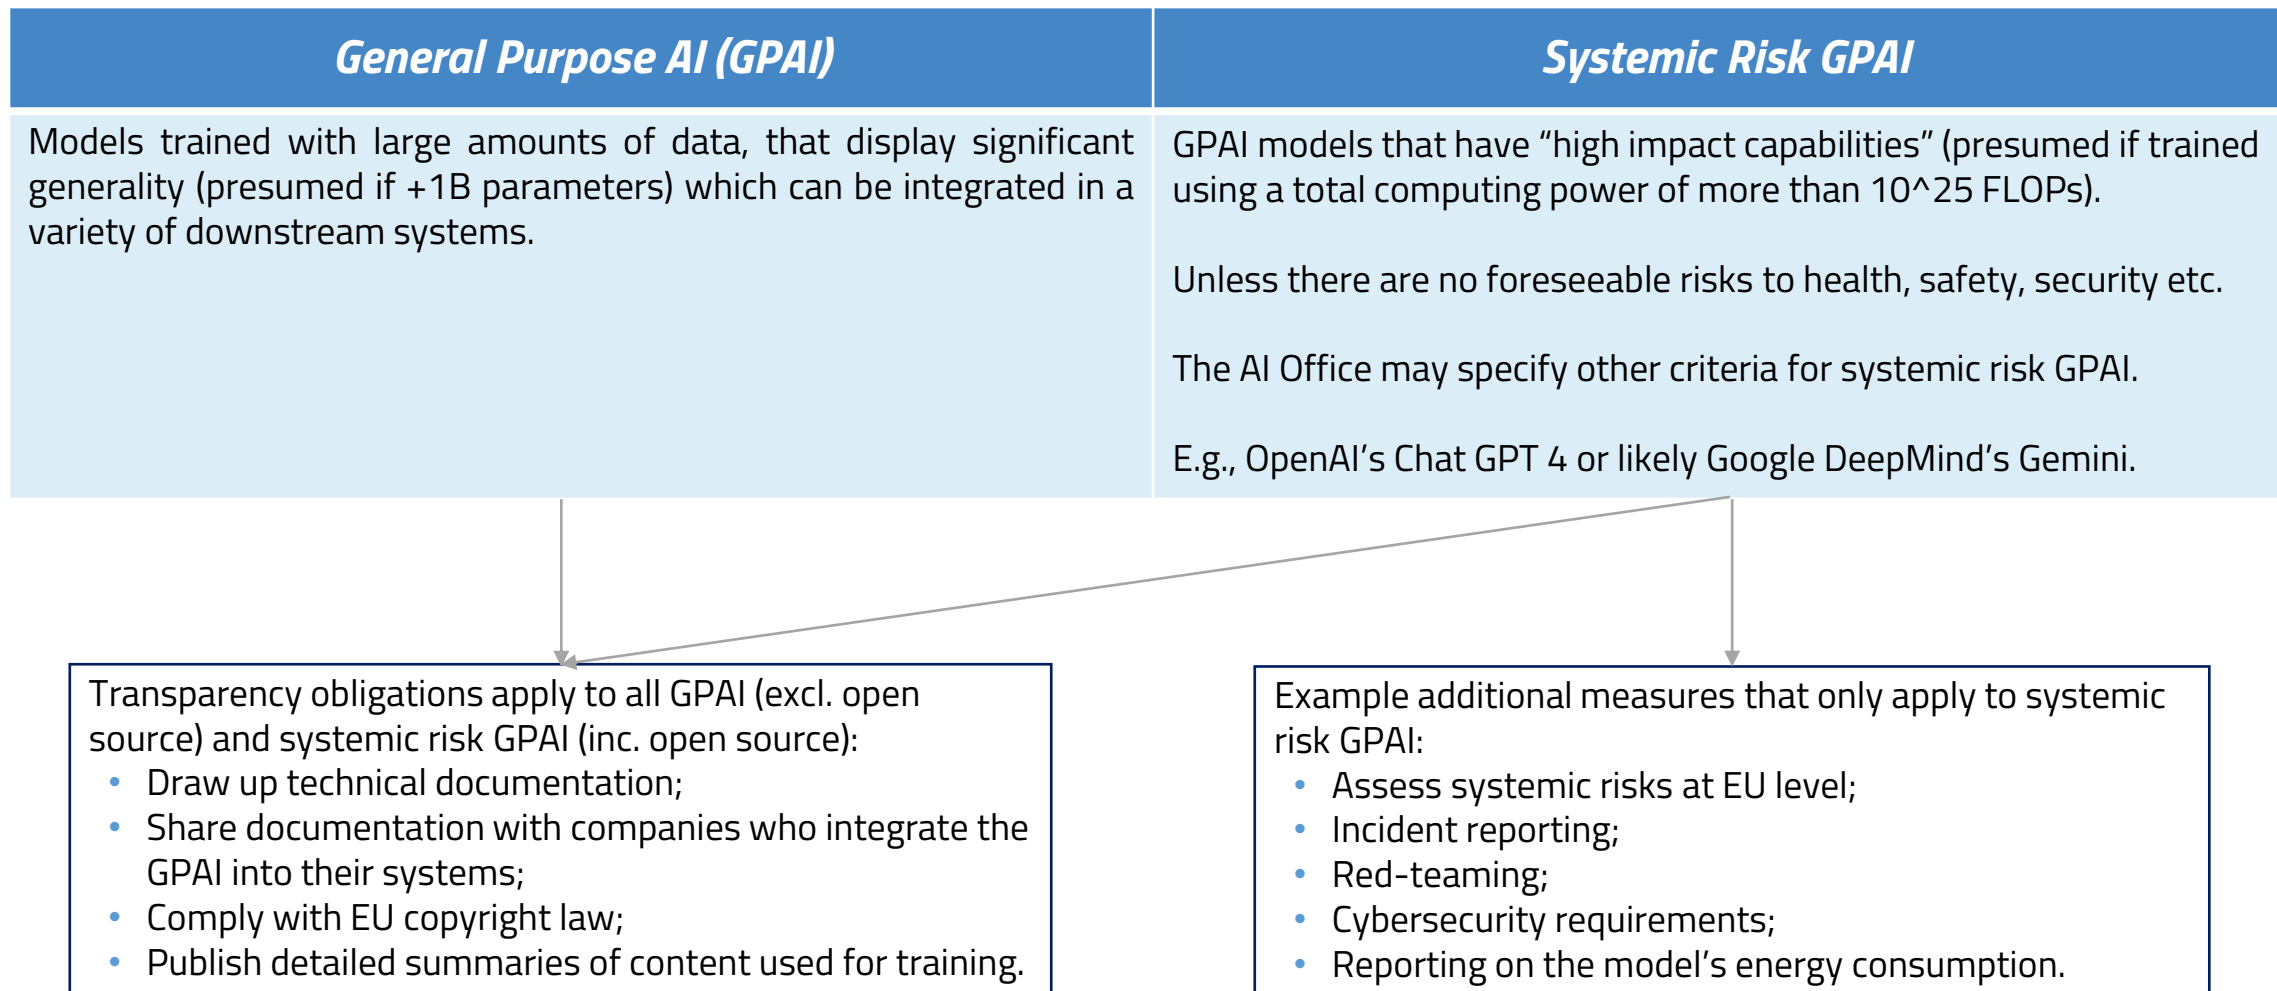 General Purpose AI (GPAI)
Systemic Risk GPAI
Models trained with large amounts of data, that display significant
generality (presumed if +1B parameters) which can be integrated in a
variety of downstream systems.
GPAI models that have “high impact capabilities” (presumed if trained
using a total computing power of more than 10^25 FLOPs).
Unless there are no foreseeable risks to health, safety, security etc.
The AI Office may specify other criteria for systemic risk GPAI.
E.g., OpenAI’s Chat GPT 4 or likely Google DeepMind’s Gemini.
Transparency obligations apply to all GPAI (excl. open
source) and systemic risk GPAI (inc. open source):
• Draw up technical documentation;
• Share documentation with companies who integrate the
GPAI into their systems;
• Comply with EU copyright law;
• Publish detailed summaries of content used for training.
Example additional measures that only apply to systemic
risk GPAI:
• Assess systemic risks at EU level;
• Incident reporting;
• Red-teaming;
• Cybersecurity requirements;
• Reporting on the model’s energy consumption.